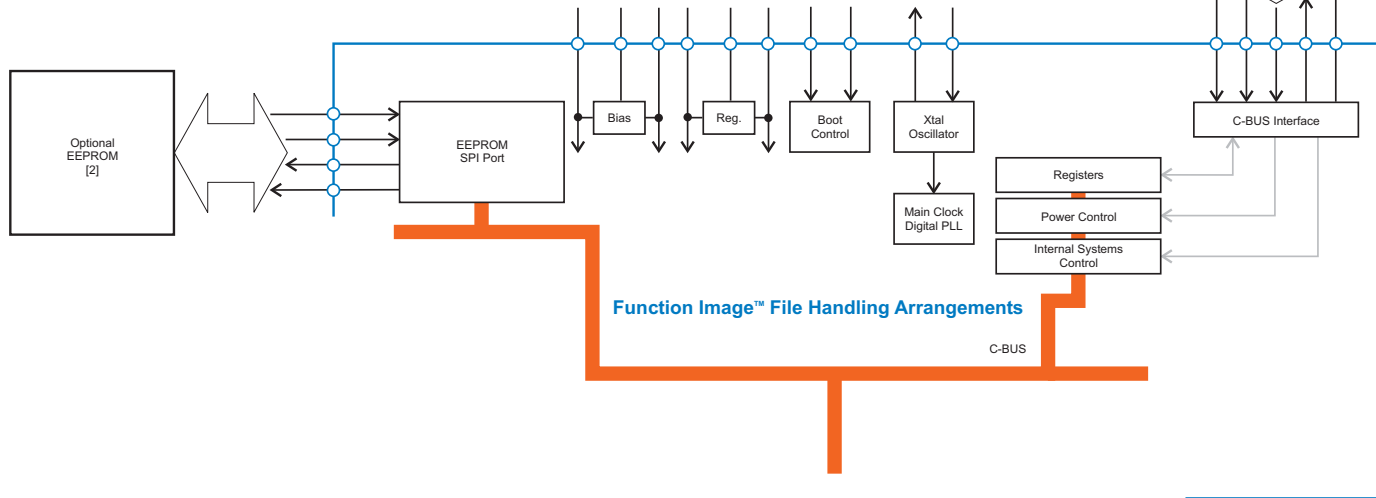 Optional
EEPROM
[2]
EEPROM
SPI Port
Bias
Reg.
Boot
Control
Xtal
Oscillator
Main Clock
Digital PLL
C-BUS Interface
Registers
Power Control
Internal Systems
Control
Function Image™ File Handling Arrangements
C-BUS